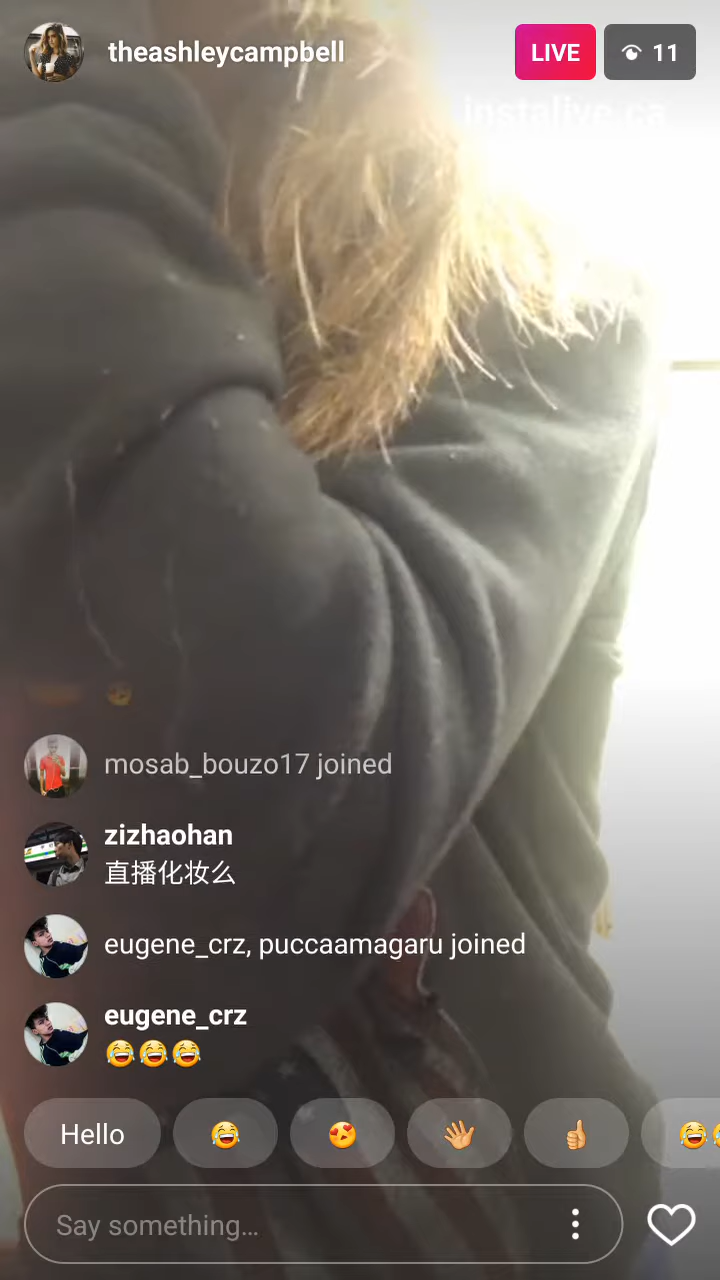 theashleycampbell
LIVE
11
instalive.ca
mosab_bouzo17 joined
zizhaohan
直播化妆么
eugene_crz, puccaamagaru joined
eugene_crz
😂😂😂
Hello
Say something...